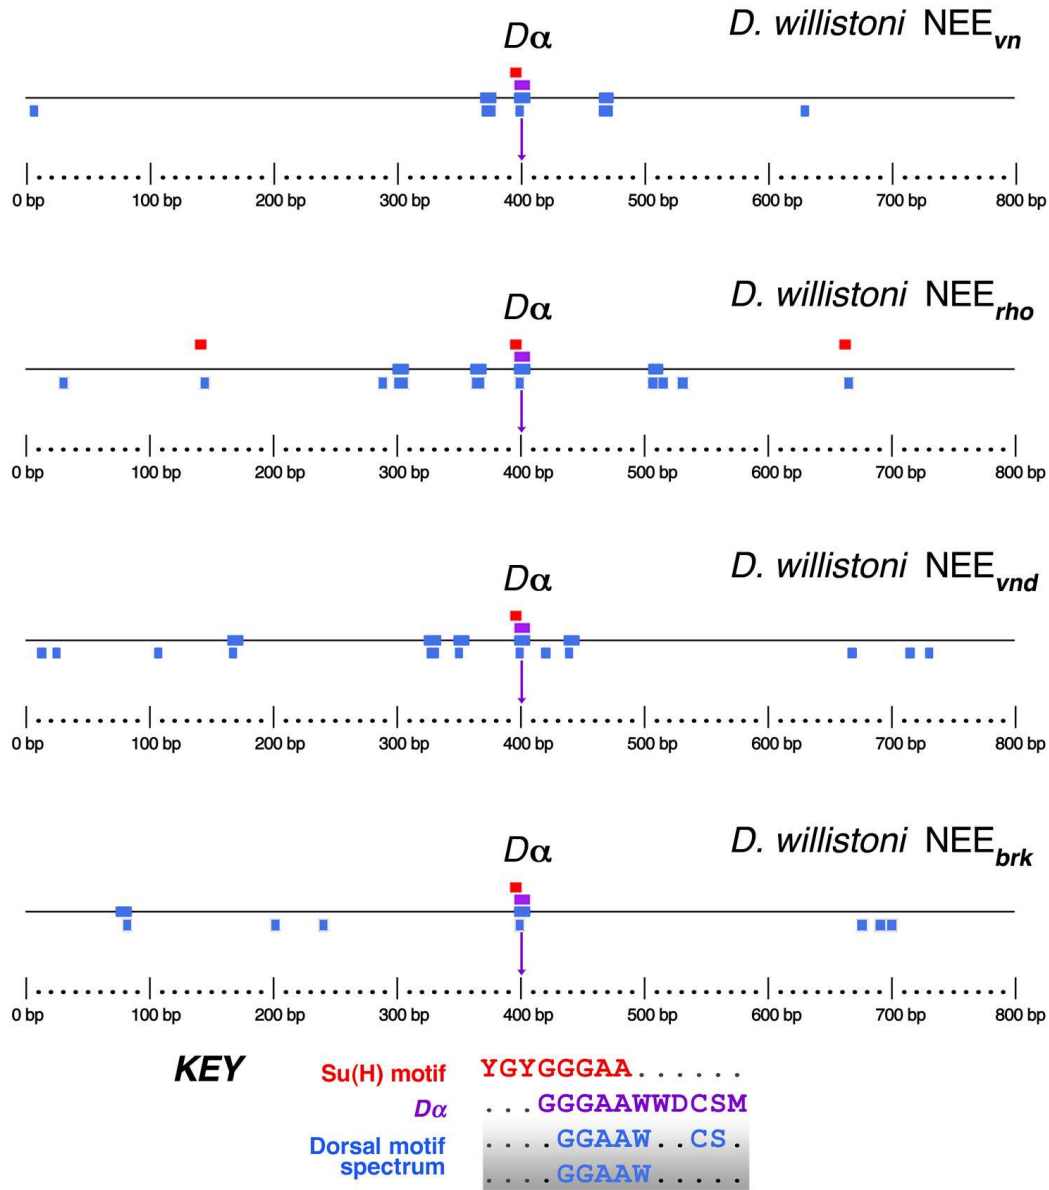 D. willistoni NEEvn
Dα
0 bp 100 bp 200 bp 300 bp 400 bp 500 bp 600 bp 700 bp 800 bp
D. willistoni NEErho
Dα
0 bp 100 bp 200 bp 300 bp 400 bp 500 bp 600 bp 700 bp 800 bp
D. willistoni NEEvnd
Dα
0 bp 100 bp 200 bp 300 bp 400 bp 500 bp 600 bp 700 bp 800 bp
D. willistoni NEEbrk
Dα
0 bp 100 bp 200 bp 300 bp 400 bp 500 bp 600 bp 700 bp 800 bp
KEY Su(H) motif YGYGGGAA......
Dα ...GGGAAWWDCSM
Dorsal motif ....GGAAW..CS.
spectrum ....GGAAW.....